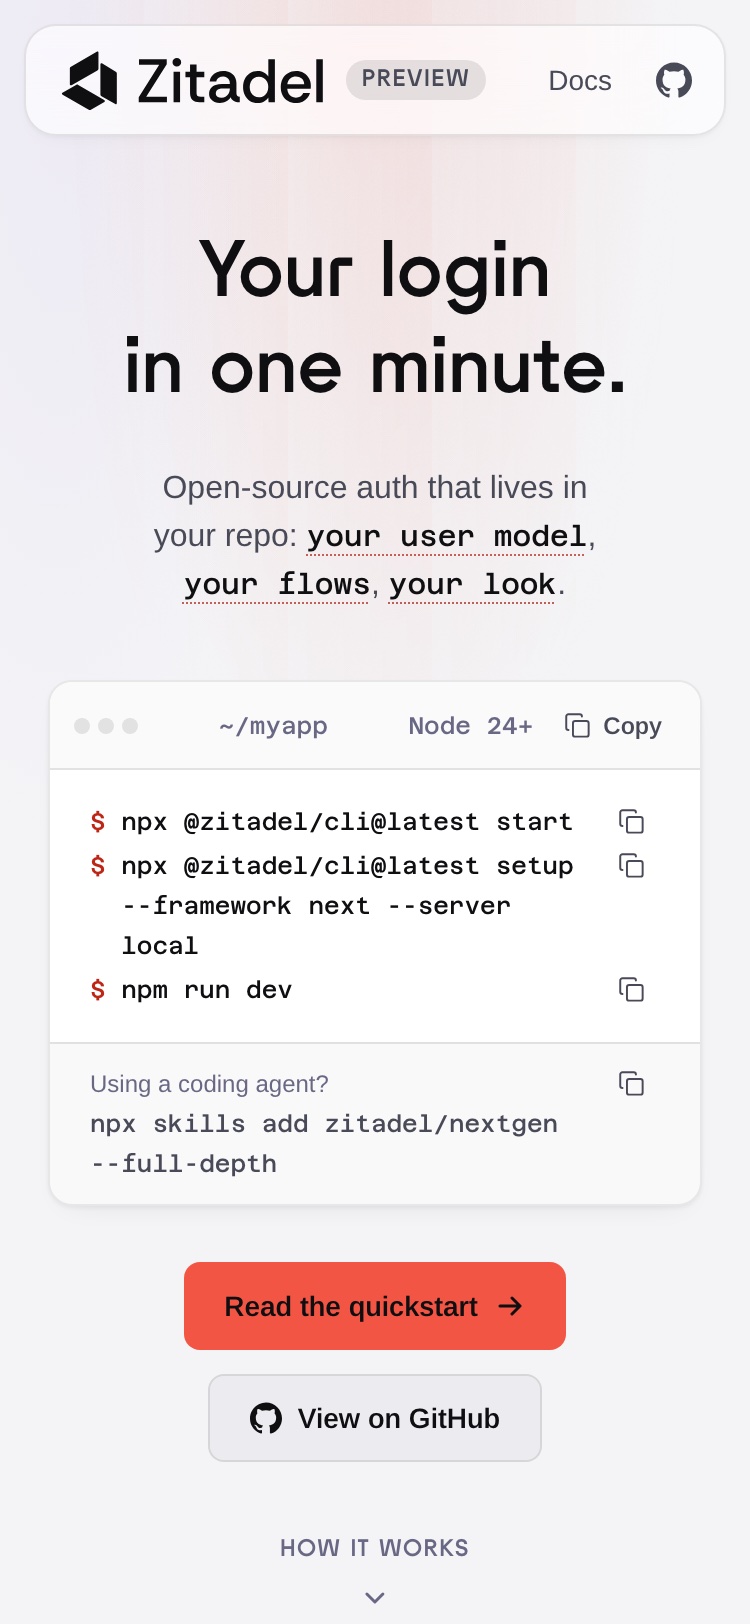 Zitadel PREVIEW Docs
Your login
in one minute.
Open-source auth that lives in
your repo: your user model,
your flows, your look.
~/myapp Node 24+ Copy
$ npx @zitadel/cli@latest start
$ npx @zitadel/cli@latest setup
--framework next --server
local
$ npm run dev
Using a coding agent?
npx skills add zitadel/nextgen
--full-depth
Read the quickstart →
View on GitHub
HOW IT WORKS